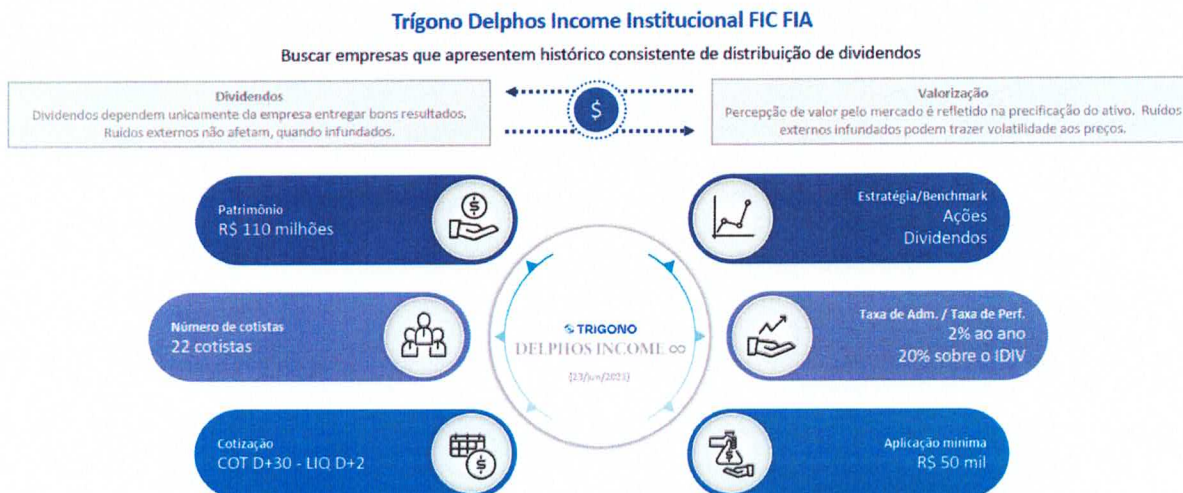 Trígono Delphos Income Institucional FIC FIA
Buscar empresas que apresentem histórico consistente de distribuição de dividendos
Dividendos
Dividendos dependem unicamente da empresa entregar bons resultados.
Ruídos externos não afetam, quando infundados.
$
Valorização
Percepção de valor pelo mercado é refletido na precificação do ativo. Ruídos
externos infundados podem trazer volatilidade aos preços.
Patrimônio
R$ 110 milhões
Estratégia/Benchmark
Ações
Dividendos
Número de cotistas
22 cotistas
TRIGONO
DELPHOS INCOME ∞
Taxa de Adm. / Taxa de Perf.
2% ao ano
20% sobre o IDIV
Cotização
COT D+30 - LIQ D+2
Aplicação mínima
R$ 50 mil